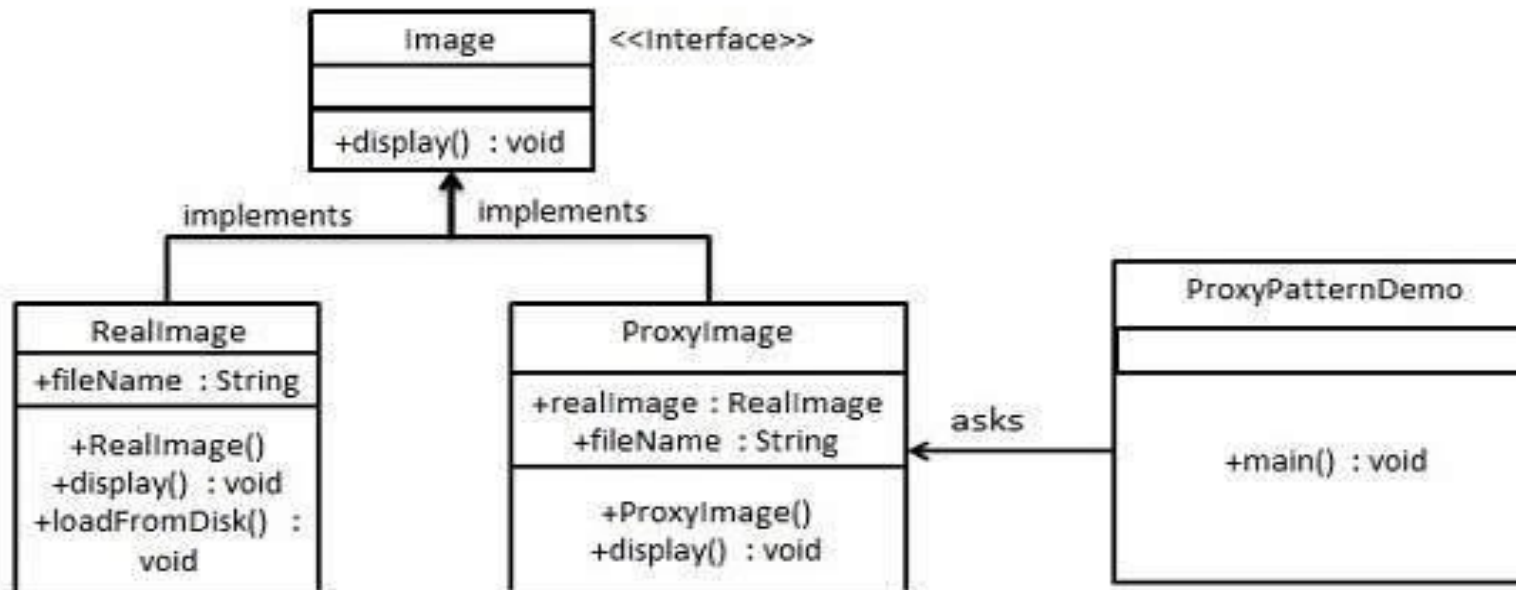 Image
<<Interface>>
+display() : void
implements
implements
RealImage
+fileName : String
+RealImage()
+display() : void
+loadFromDisk() :
void
ProxyImage
+realImage : RealImage
+fileName : String
+ProxyImage()
+display() : void
asks
ProxyPatternDemo
+main() : void